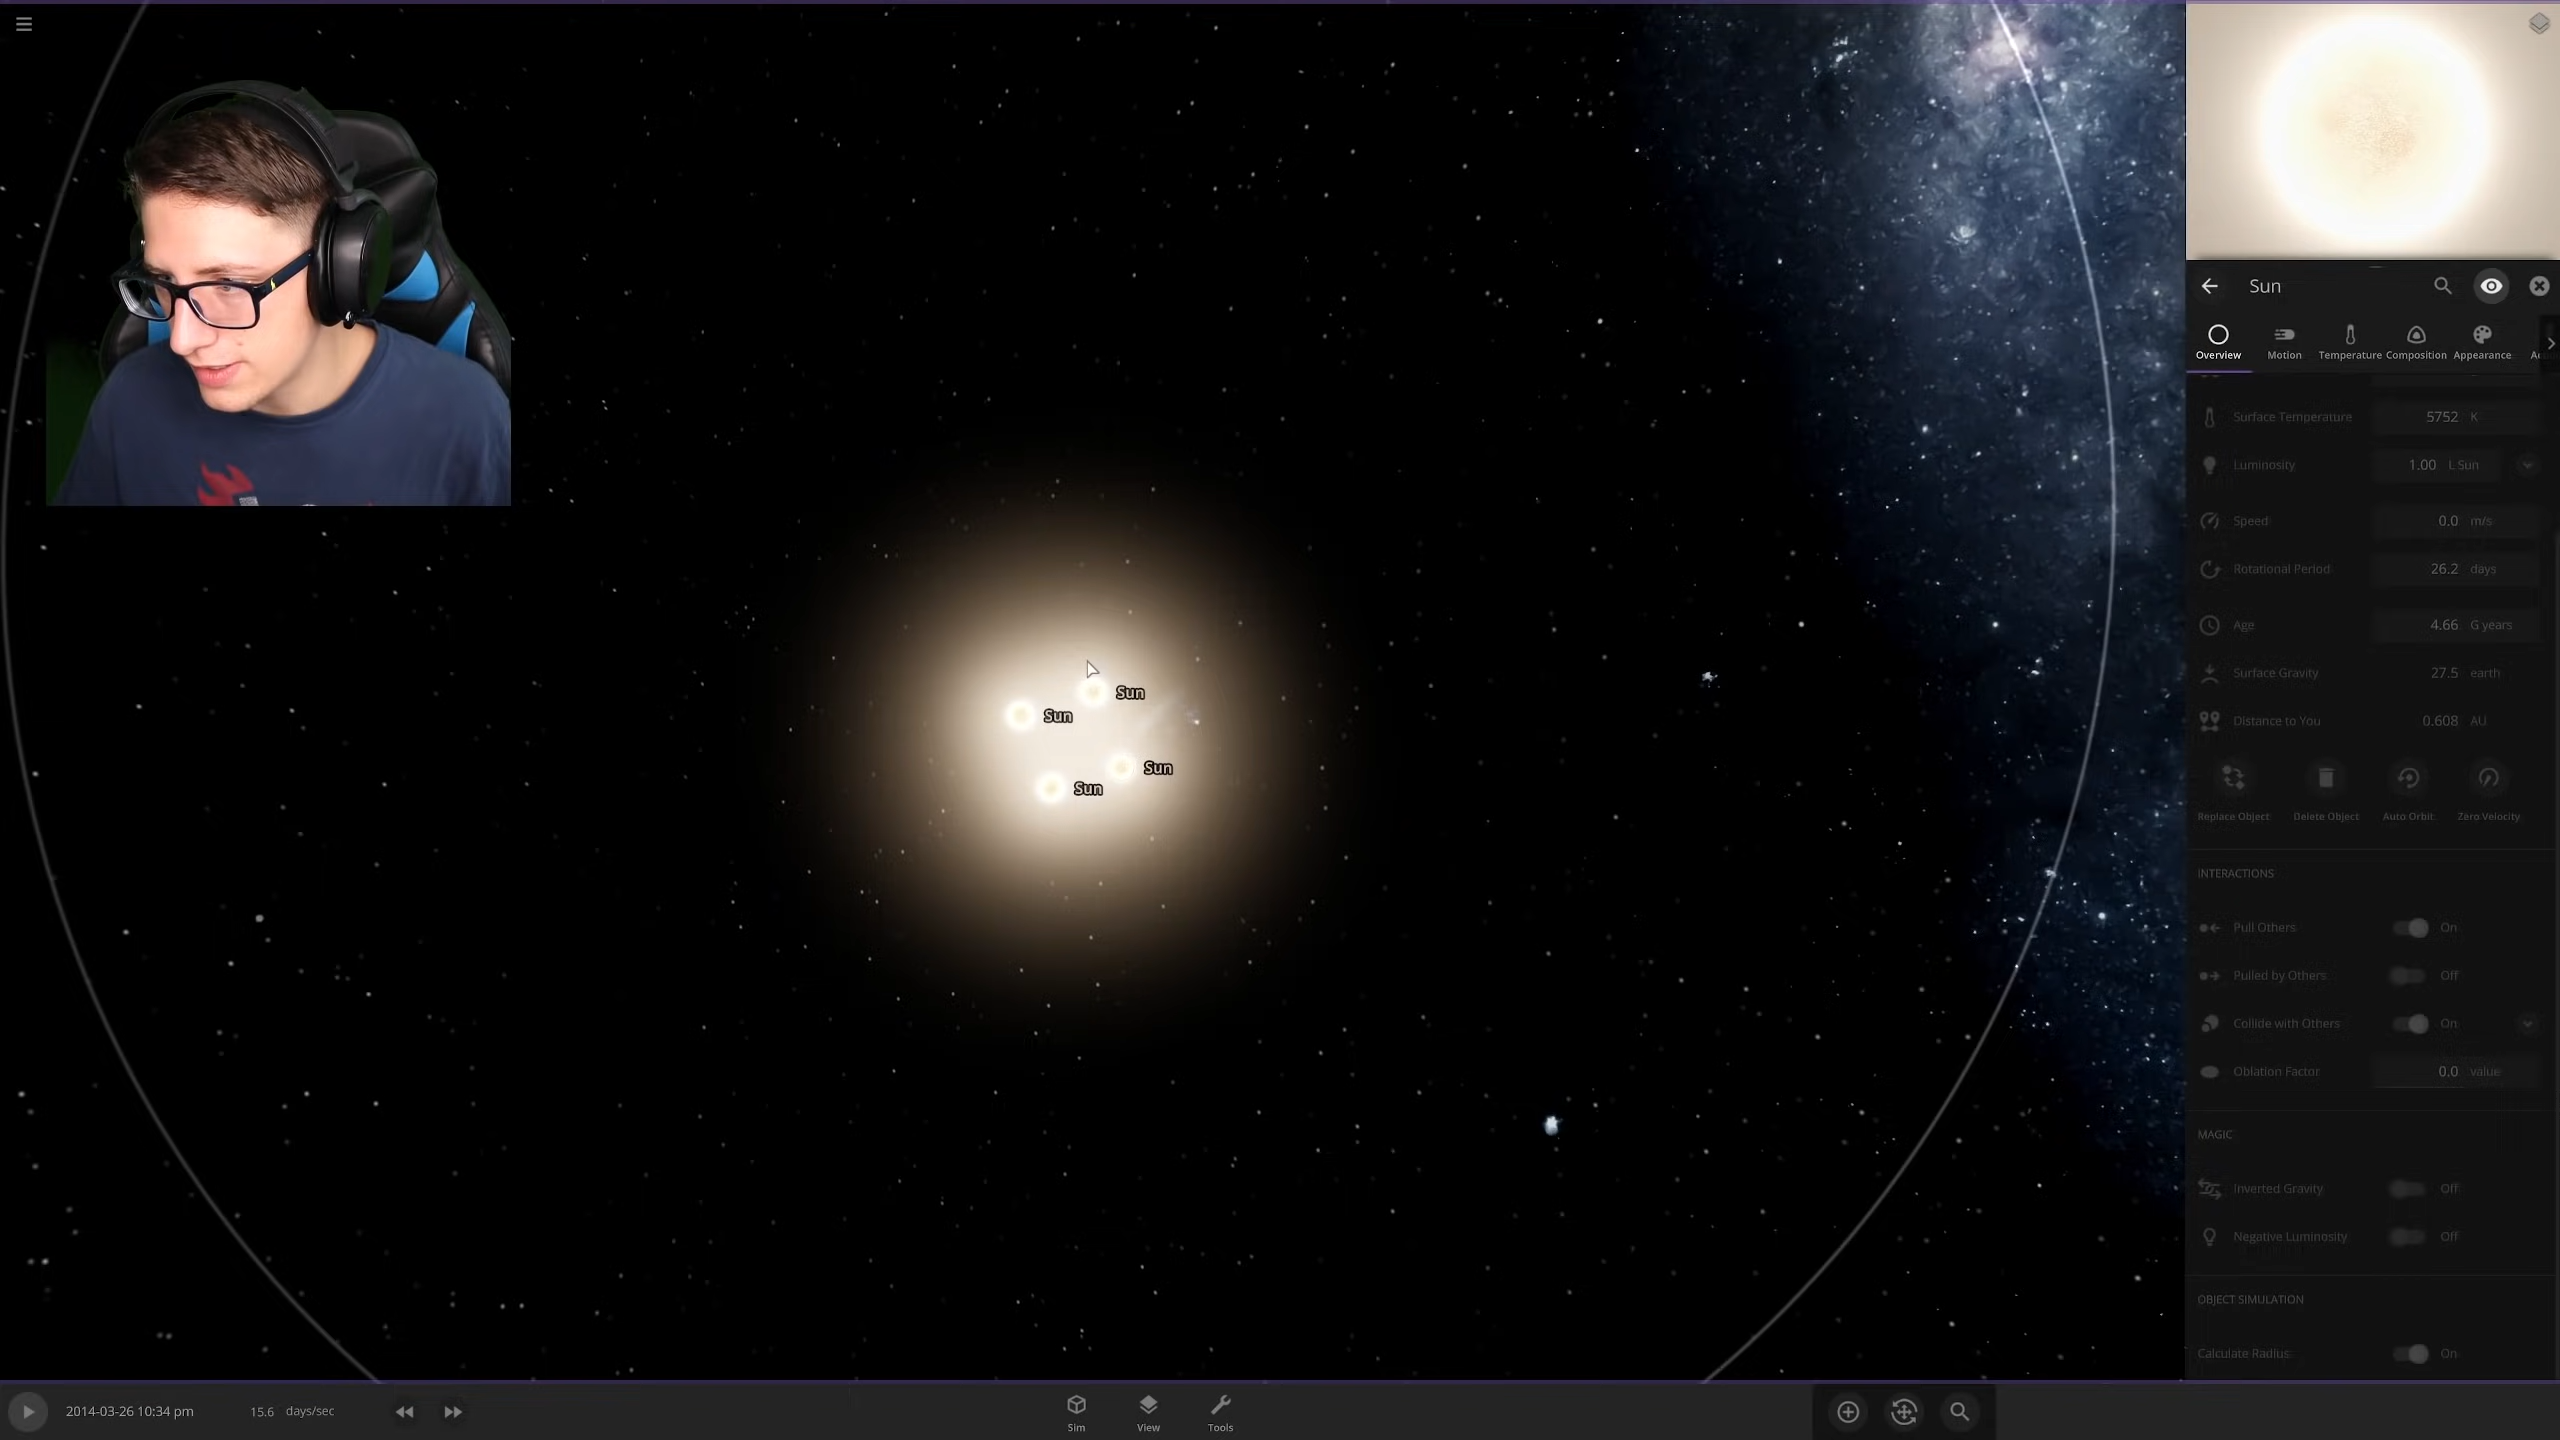 Sun
Overview
Motion
Temperature
Composition
Appearance
Surface Temperature 5752 K
Luminosity 1.00 L Sun
Speed 0.0 m/s
Rotational Period 26.2 days
Age 4.66 G years
Surface Gravity 27.5 earth
Distance to You 0.608 AU
Replace Object
Delete Object
Auto Orbit
Zero Velocity
INTERACTIONS
Pull Others On
Pulled by Others Off
Collide with Others On
Oblation Factor 0.0 value
MAGIC
Inverted Gravity Off
Negative Luminosity Off
OBJECT SIMULATION
Calculate Radius On
Sun
Sun
Sun
Sun
2014-03-26 10:34 pm
15.6 days/sec
Sim
View
Tools